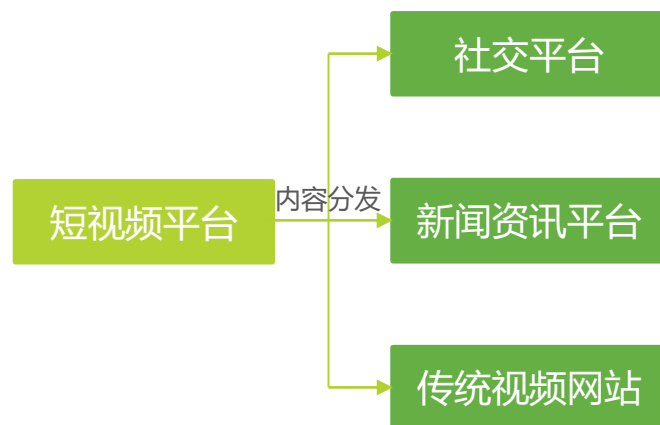 社交平台
短视频平台
内容分发
新闻资讯平台
传统视频网站